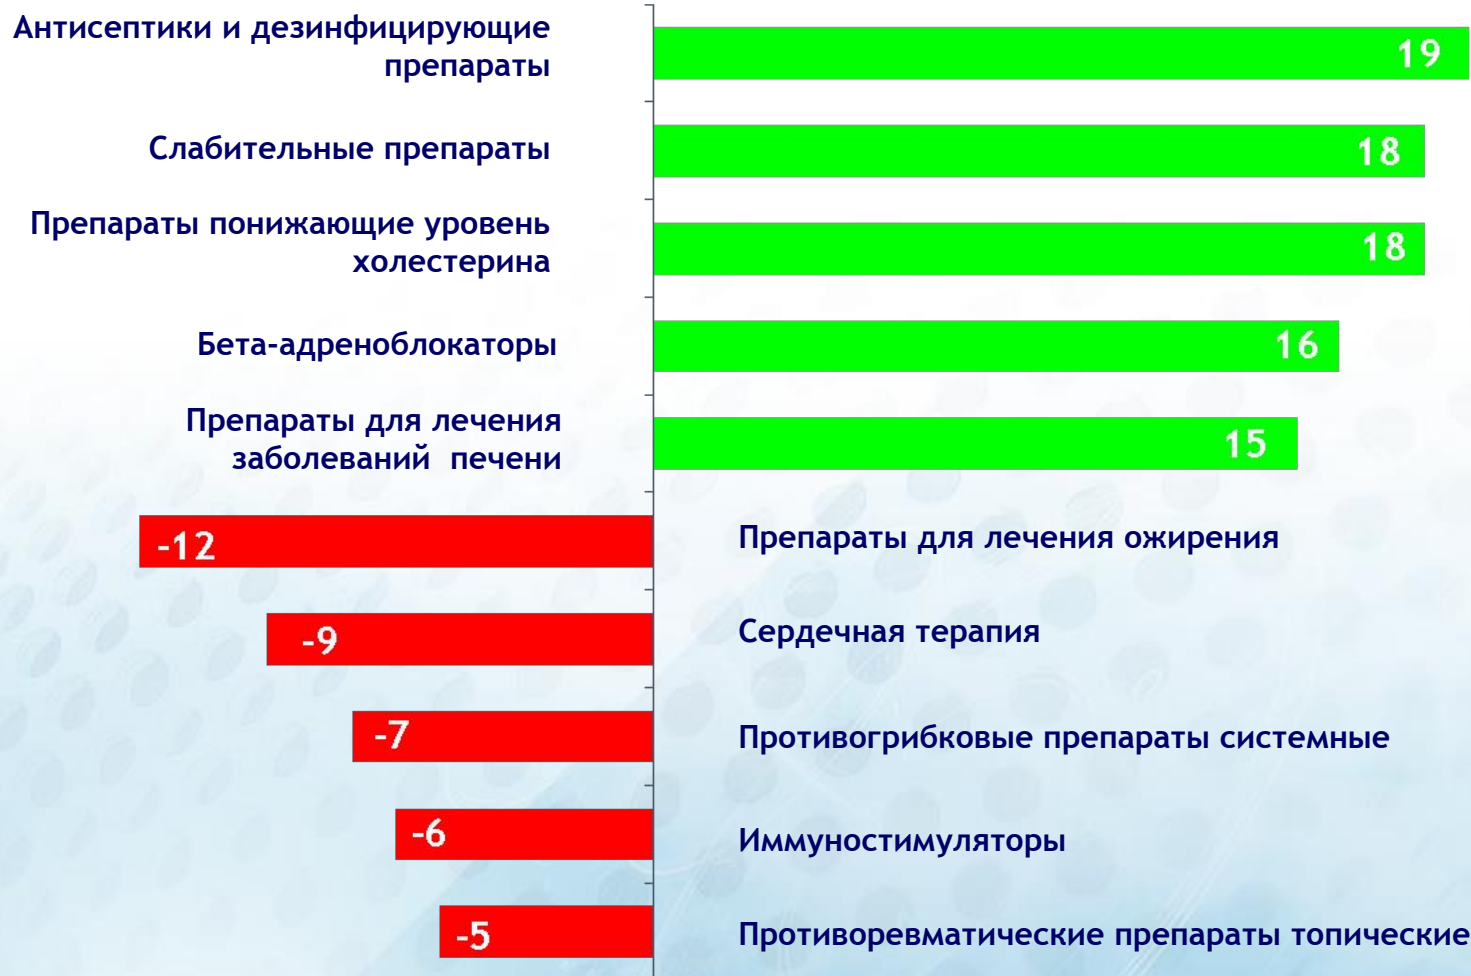 Антисептики и дезинфицирующие
препараты
19
Слабительные препараты
18
Препараты понижающие уровень
холестерина
18
Бета-адреноблокаторы
16
Препараты для лечения
заболеваний печени
15
-12
Препараты для лечения ожирения
-9
Сердечная терапия
-7
Противогрибковые препараты системные
-6
Иммуностимуляторы
-5
Противоревматические препараты топические